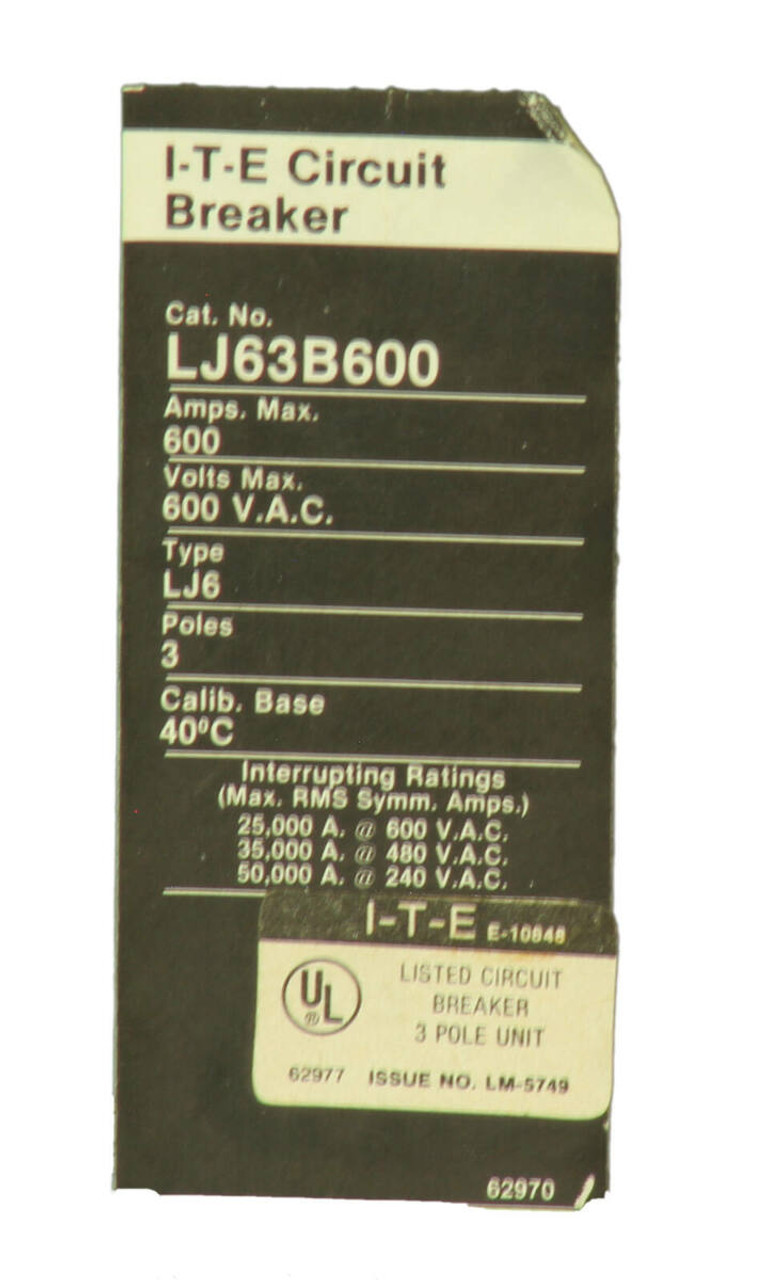 I-T-E Circuit
Breaker
Cat. No.
LJ63B600
Amps. Max.
600
Volts Max.
600 V.A.C.
Type
LJ6
Poles
3
Calib. Base
40°C
Interrupting Ratings
(Max. RMS Symm. Amps.)
25,000 A. @ 600 V.A.C.
35,000 A. @ 480 V.A.C.
50,000 A. @ 240 V.A.C.
I-T-E E-10848
UL ®
LISTED CIRCUIT
BREAKER
3 POLE UNIT
62977 ISSUE NO. LM-5749
62970